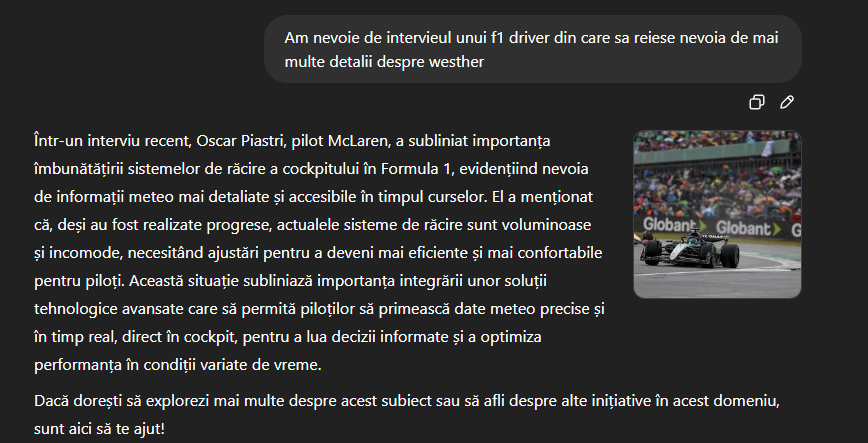 Am nevoie de intervieul unui f1 driver din care sa reiese nevoia de mai
multe detalii despre westher
Într-un interviu recent, Oscar Piastri, pilot McLaren, a subliniat importanța
îmbunătățirii sistemelor de răcire a cockpitului în Formula 1, evidențiind nevoia
de informații meteo mai detaliate și accesibile în timpul curselor. El a menționat
că, deși au fost realizate progrese, actualele sisteme de răcire sunt voluminoase
și incomode, necesitând ajustări pentru a deveni mai eficiente și mai confortabile
pentru piloți. Această situație subliniază importanța integrării unor soluții
tehnologice avansate care să permită piloților să primească date meteo precise și
în timp real, direct în cockpit, pentru a lua decizii informate și a optimiza
performanța în condiții variate de vreme.
Globant
Globant
G
Dacă dorești să explorezi mai multe despre acest subiect sau să afli despre alte inițiative în acest domeniu,
sunt aici să te ajut!